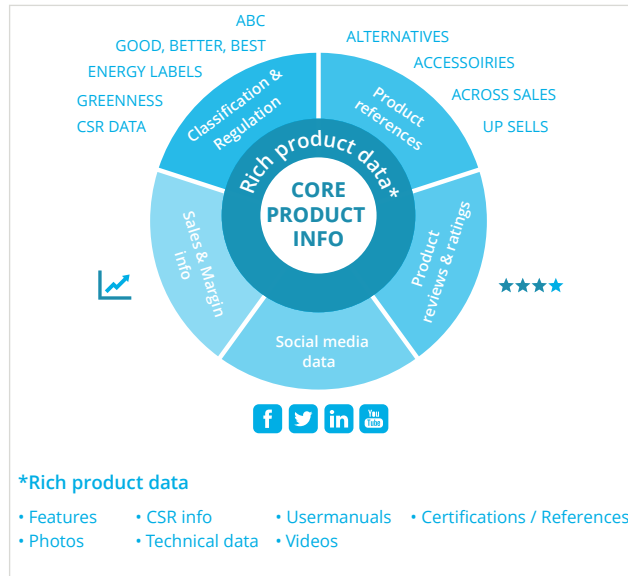 ABC
GOOD, BETTER, BEST
ENERGY LABELS
GREENNESS
CSR DATA
ALTERNATIVES
ACCESSOIRIES
ACROSS SALES
UP SELLS
Classification &
Regulation
Product
references
Rich product data*
CORE
PRODUCT
INFO
Sales & Margin
info
Product
reviews & ratings
Social media
data
f
in
You
Tube
*Rich product data
• Features • CSR info • Usermanuals • Certifications / References
• Photos • Technical data • Videos